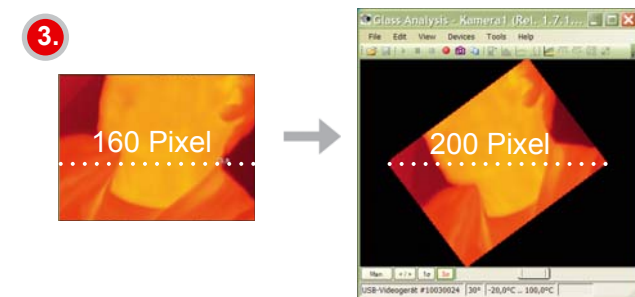 3.
160 Pixel
Glass Analysis - Kamera1 (Rel. 1.7.1...
File Edit View Devices Tools Help
200 Pixel
Main
USB-Videogerät #10030024 30° -20,0°C .. 100,0°C